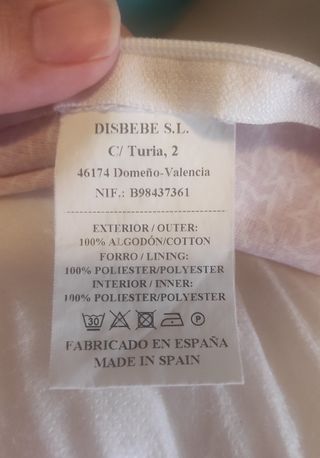 DISBEBE S.L.
C/ Turia, 2
46174 Domeño-Valencia
NIF.: B98437361
EXTERIOR / OUTER:
100% ALGODÓN/COTTON
FORRO / LINING:
100% POLIESTER/POLYESTER
INTERIOR / INNER:
100% POLIESTER/POLYESTER
30 P
FABRICADO EN ESPAÑA
MADE IN SPAIN